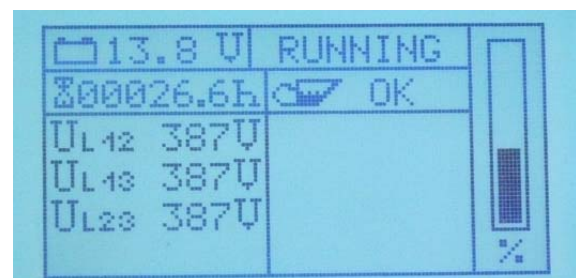 13.8 V RUNNING
00026.6h OK
UL12 387V
UL13 387V
UL23 387V
%